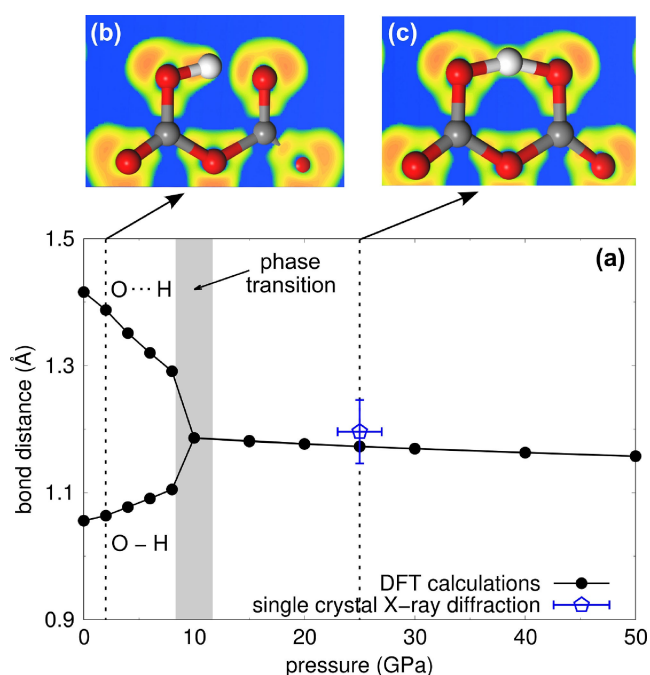 (b)
(c)
1.5
1.3
1.1
0.9
bond distance (Å)
(a)
phase
transition
O ··· H
O – H
DFT calculations
single crystal X−ray diffraction
0
10
20
30
40
50
pressure (GPa)